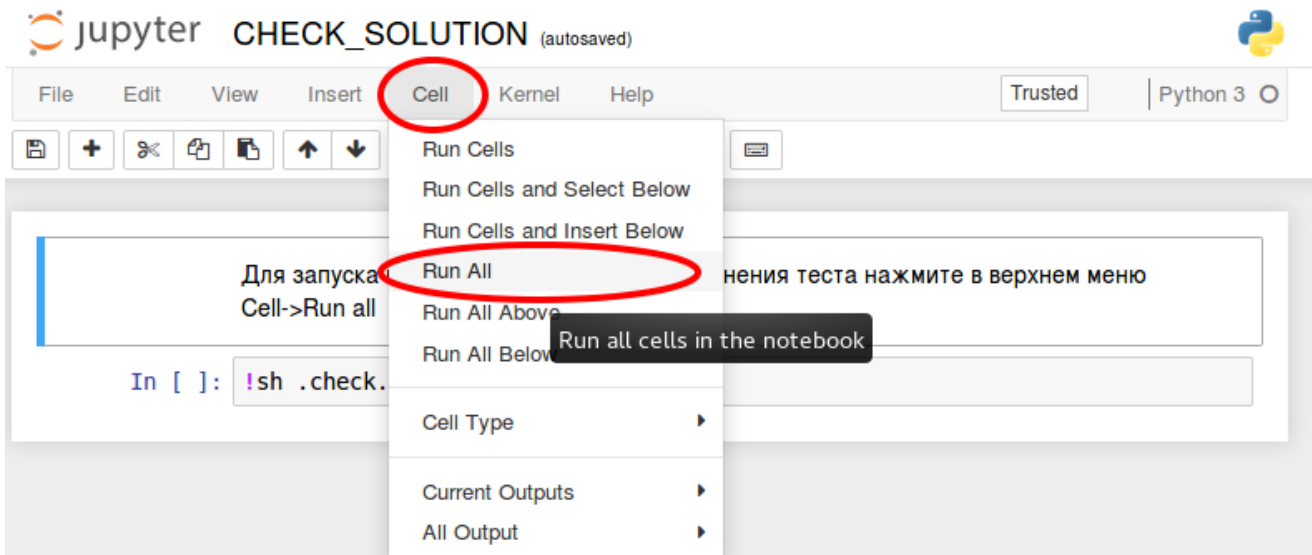 jupyter CHECK_SOLUTION (autosaved)
File Edit View Insert Cell Kernel Help Trusted Python 3
Run Cells
Run Cells and Select Below
Run Cells and Insert Below
Run All
Run All Above
Run All Below
Run all cells in the notebook
Cell Type
Current Outputs
All Output
Для запуска нения теста нажмите в верхнем меню
Cell->Run all
In [ ]: !sh .check.